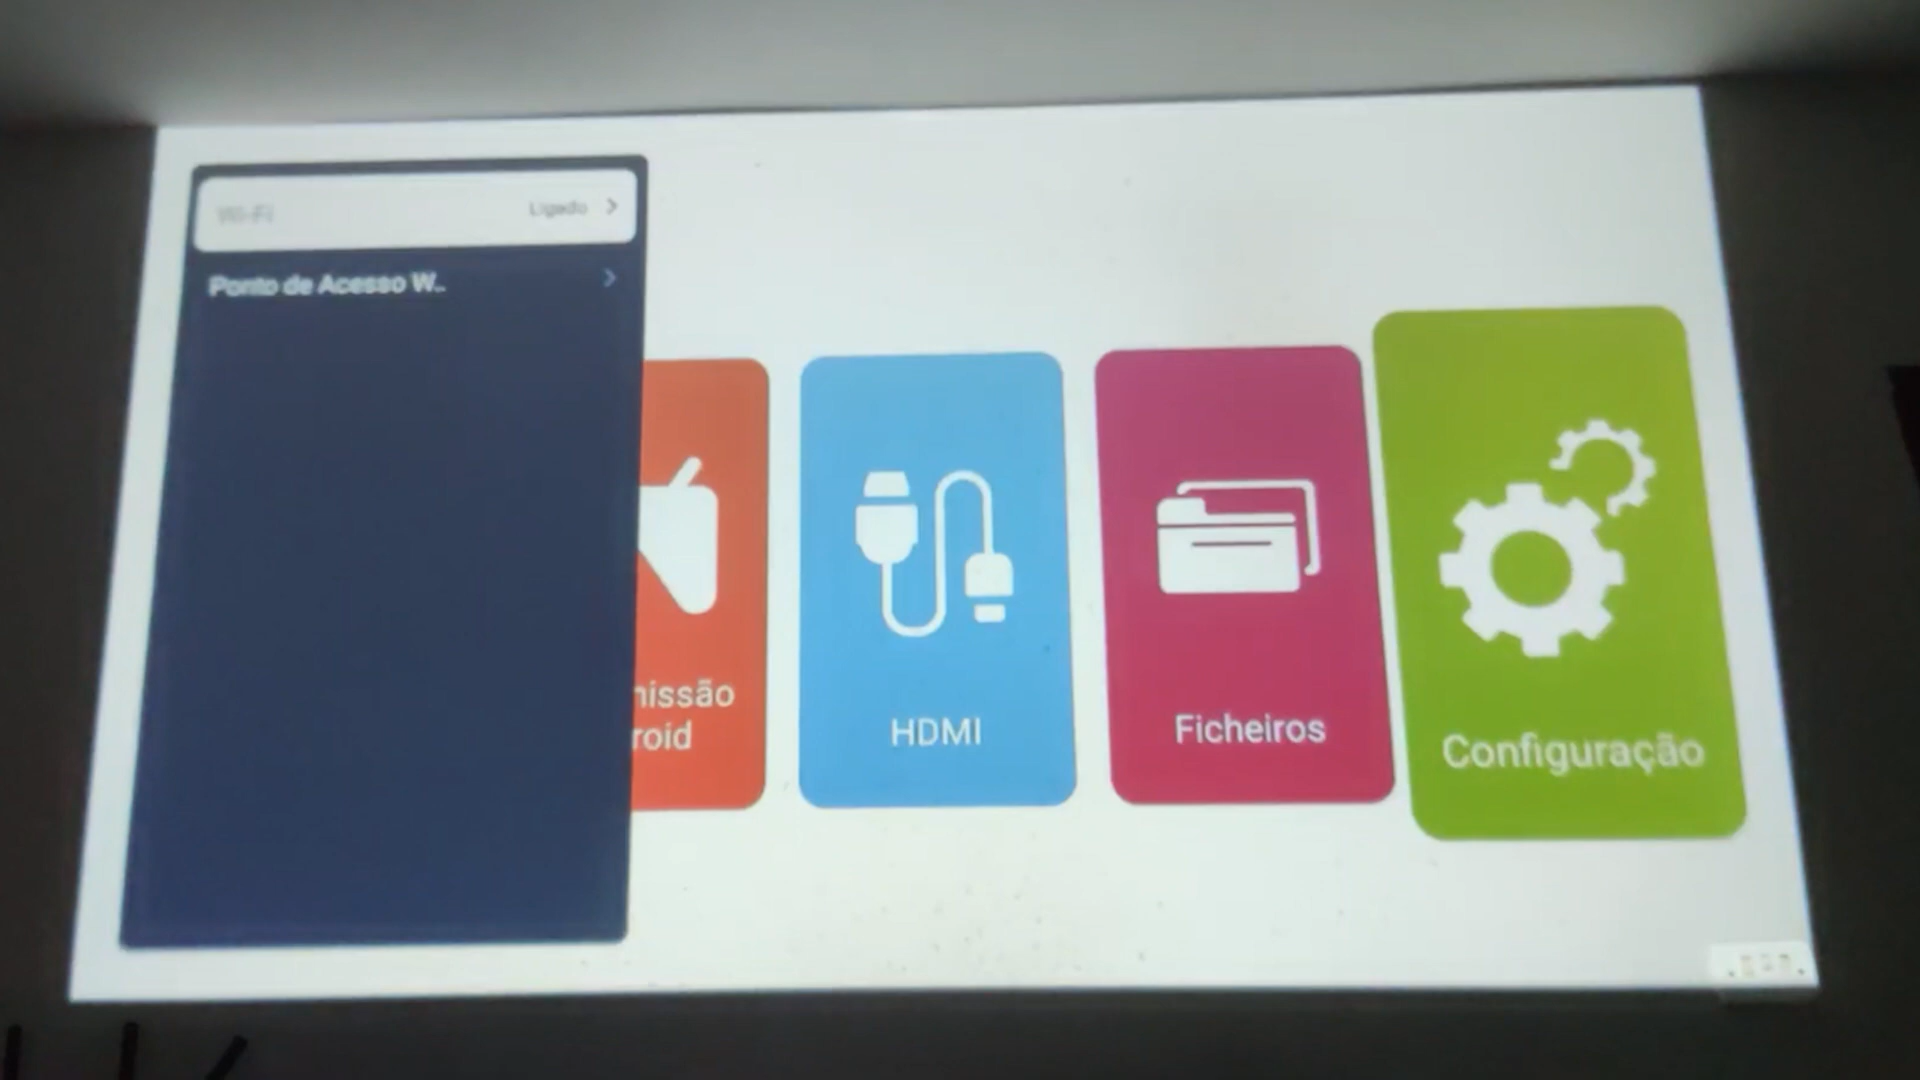 Wi-Fi
Ligado
Ponto de Acesso W..
nissão
roid
HDMI
Ficheiros
Configuração